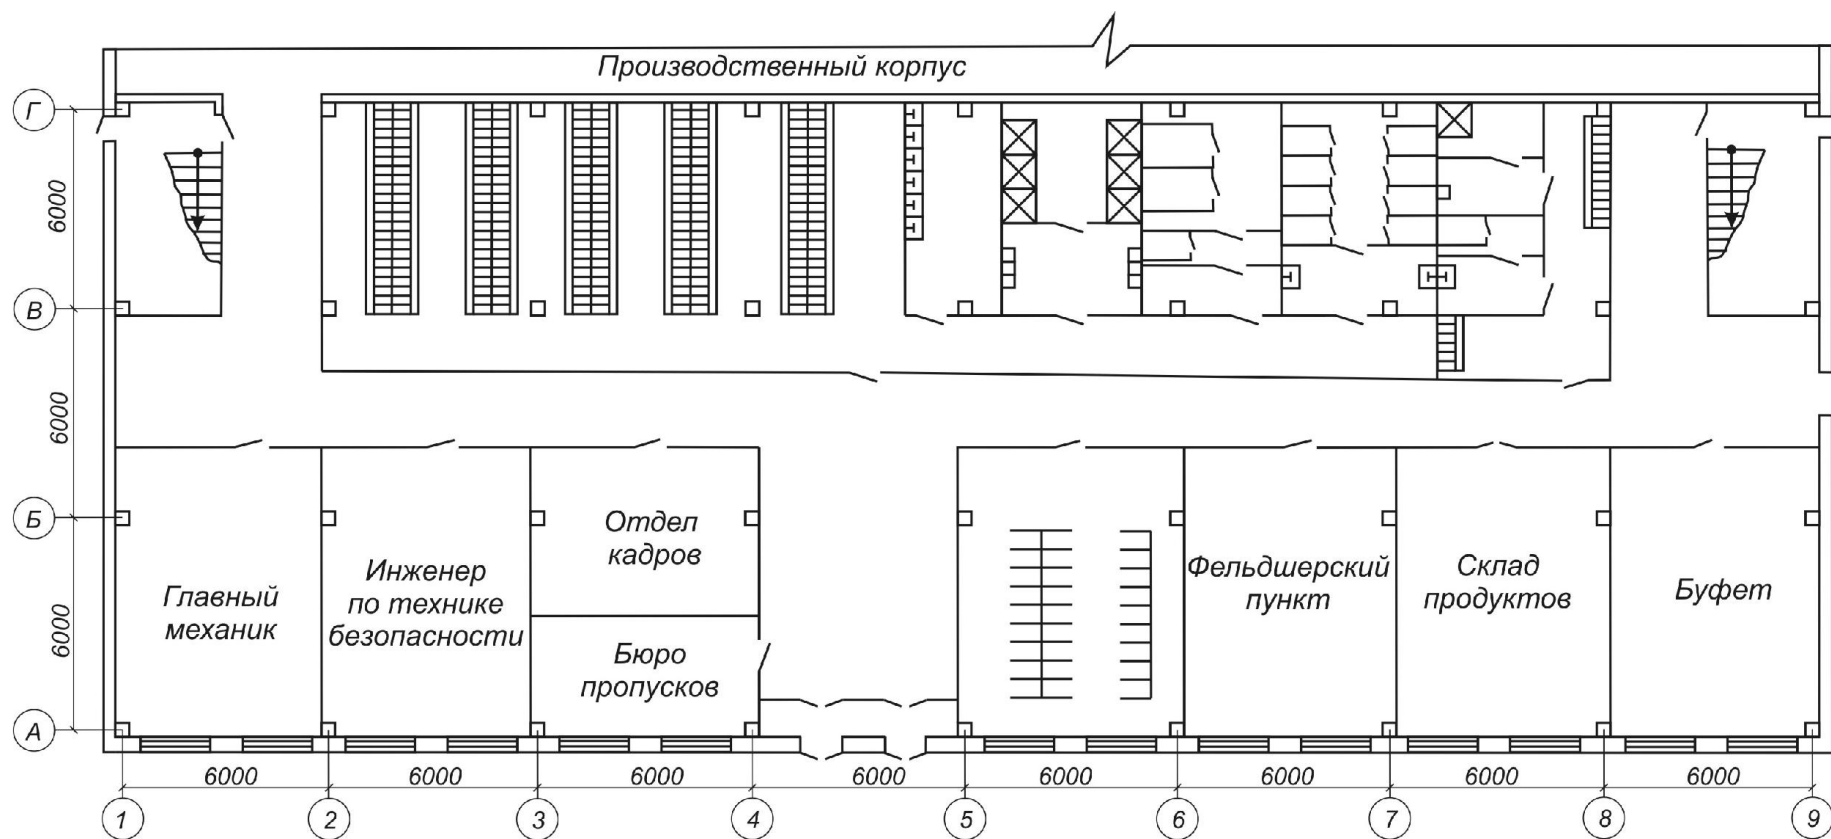 Производственный корпус
Г
6000
В
6000
Б
6000
А
Главный
механик
Инженер
по технике
безопасности
Отдел
кадров
Бюро
пропусков
Фельдшерский
пункт
Склад
продуктов
Буфет
6000 6000 6000 6000 6000 6000 6000 6000
1 2 3 4 5 6 7 8 9